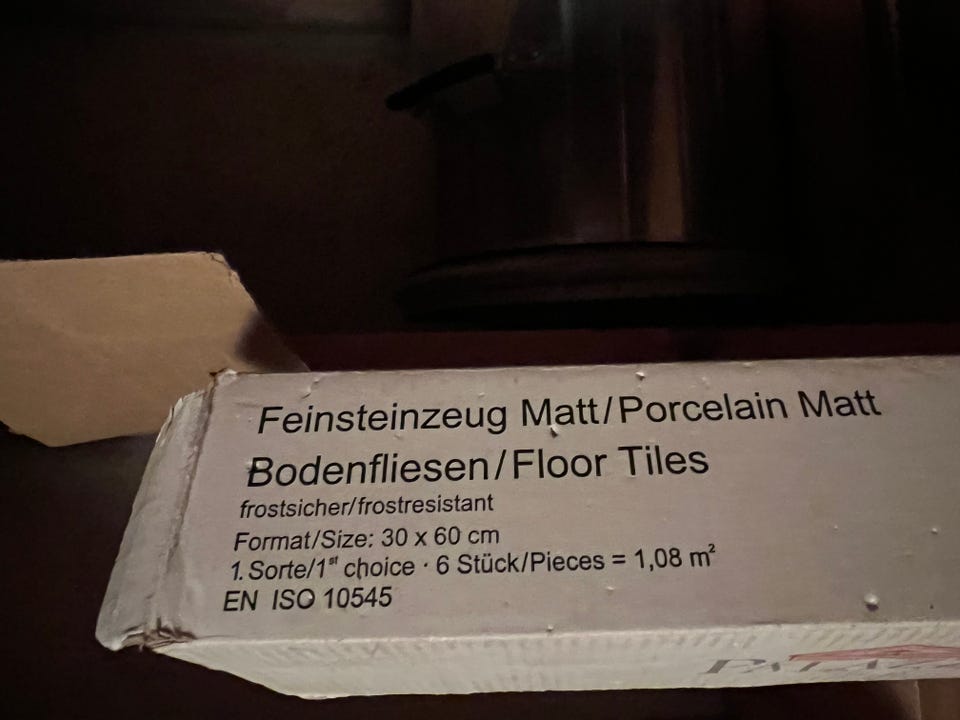 Feinsteinzeug Matt/Porcelain Matt
Bodenfliesen/Floor Tiles
frostsicher/frostresistant
Format/Size: 30 x 60 cm
1. Sorte/1st choice · 6 Stück/Pieces = 1,08 m²
EN ISO 10545